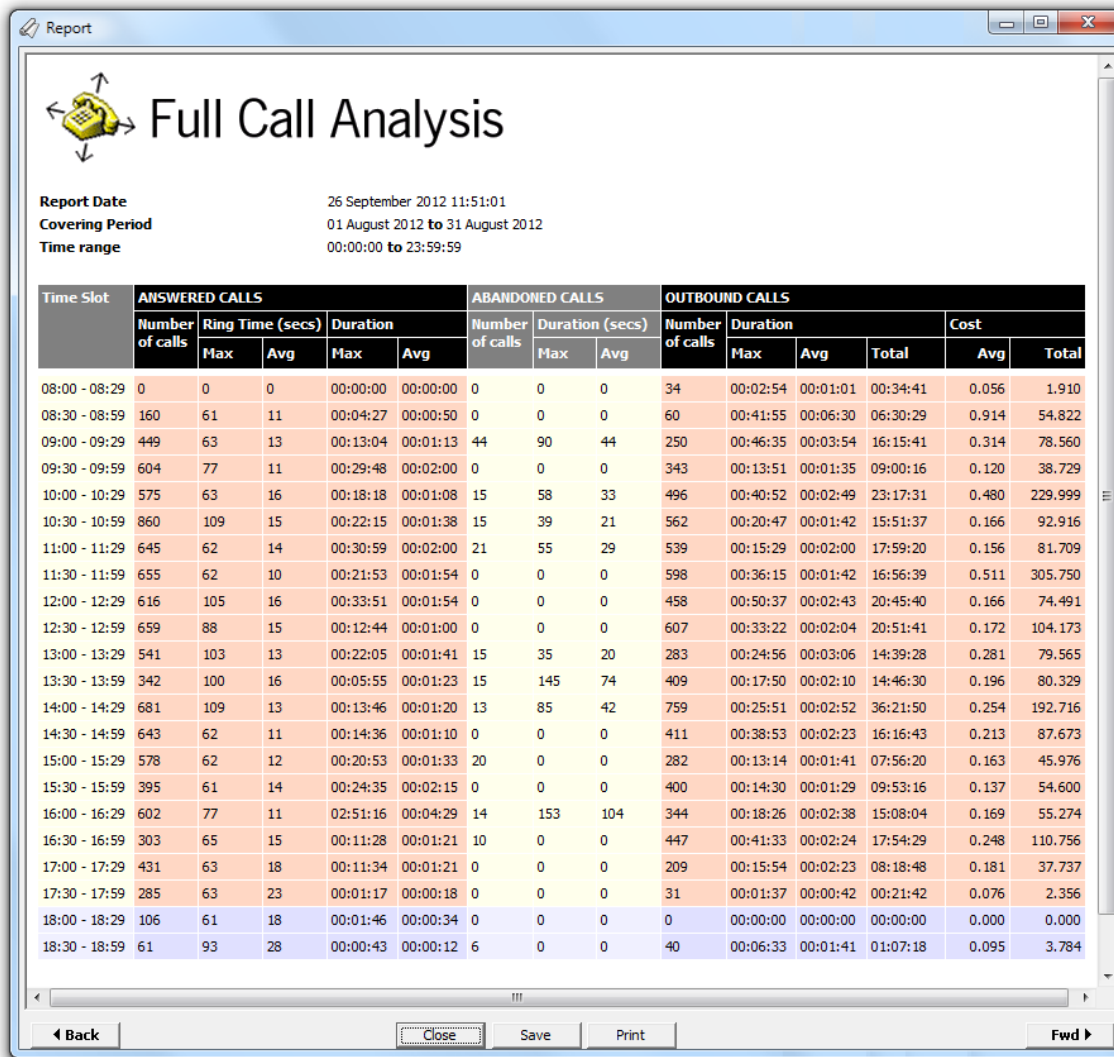 Report
Full Call Analysis
Report Date 26 September 2012 11:51:01
Covering Period 01 August 2012 to 31 August 2012
Time range 00:00:00 to 23:59:59
Time Slot ANSWERED CALLS ABANDONED CALLS OUTBOUND CALLS
Number of calls Ring Time (secs) Duration Number of calls Duration (secs) Number of calls Duration Cost
Max Avg Max Avg Max Avg Max Avg Total Avg Total
08:00 - 08:29 0 0 0 00:00:00 00:00:00 0 0 0 34 00:02:54 00:01:01 00:34:41 0.056 1.910
08:30 - 08:59 160 61 11 00:04:27 00:00:50 0 0 0 60 00:41:55 00:06:30 06:30:29 0.914 54.822
09:00 - 09:29 449 63 13 00:13:04 00:01:13 44 90 44 250 00:46:35 00:03:54 16:15:41 0.314 78.560
09:30 - 09:59 604 77 11 00:29:48 00:02:00 0 0 0 343 00:13:51 00:01:35 09:00:16 0.120 38.729
10:00 - 10:29 575 63 16 00:18:18 00:01:08 15 58 33 496 00:40:52 00:02:49 23:17:31 0.480 229.999
10:30 - 10:59 860 109 15 00:22:15 00:01:38 15 39 21 562 00:20:47 00:01:42 15:51:37 0.166 92.916
11:00 - 11:29 645 62 14 00:30:59 00:02:00 21 55 29 539 00:15:29 00:02:00 17:59:20 0.156 81.709
11:30 - 11:59 655 62 10 00:21:53 00:01:54 0 0 0 598 00:36:15 00:01:42 16:56:39 0.511 305.750
12:00 - 12:29 616 105 16 00:33:51 00:01:54 0 0 0 458 00:50:37 00:02:43 20:45:40 0.166 74.491
12:30 - 12:59 659 88 15 00:12:44 00:01:00 0 0 0 607 00:33:22 00:02:04 20:51:41 0.172 104.173
13:00 - 13:29 541 103 13 00:22:05 00:01:41 15 35 20 283 00:24:56 00:03:06 14:39:28 0.281 79.565
13:30 - 13:59 342 100 16 00:05:55 00:01:23 15 145 74 409 00:17:50 00:02:10 14:46:30 0.196 80.329
14:00 - 14:29 681 109 13 00:13:46 00:01:20 13 85 42 759 00:25:51 00:02:52 36:21:50 0.254 192.716
14:30 - 14:59 643 62 11 00:14:36 00:01:10 0 0 0 411 00:38:53 00:02:23 16:16:43 0.213 87.673
15:00 - 15:29 578 62 12 00:20:53 00:01:33 20 0 0 282 00:13:14 00:01:41 07:56:20 0.163 45.976
15:30 - 15:59 395 61 14 00:24:35 00:02:15 0 0 0 400 00:14:30 00:01:29 09:53:16 0.137 54.600
16:00 - 16:29 602 77 11 02:51:16 00:04:29 14 153 104 344 00:18:26 00:02:38 15:08:04 0.169 55.274
16:30 - 16:59 303 65 15 00:11:28 00:01:21 10 0 0 447 00:41:33 00:02:24 17:54:29 0.248 110.756
17:00 - 17:29 431 63 18 00:11:34 00:01:21 0 0 0 209 00:15:54 00:02:23 08:18:48 0.181 37.737
17:30 - 17:59 285 63 23 00:01:17 00:00:18 0 0 0 31 00:01:37 00:00:42 00:21:42 0.076 2.356
18:00 - 18:29 106 61 18 00:01:46 00:00:34 0 0 0 0 00:00:00 00:00:00 00:00:00 0.000 0.000
18:30 - 18:59 61 93 28 00:00:43 00:00:12 6 0 0 40 00:06:33 00:01:41 01:07:18 0.095 3.784
Back Close Save Print Fwd